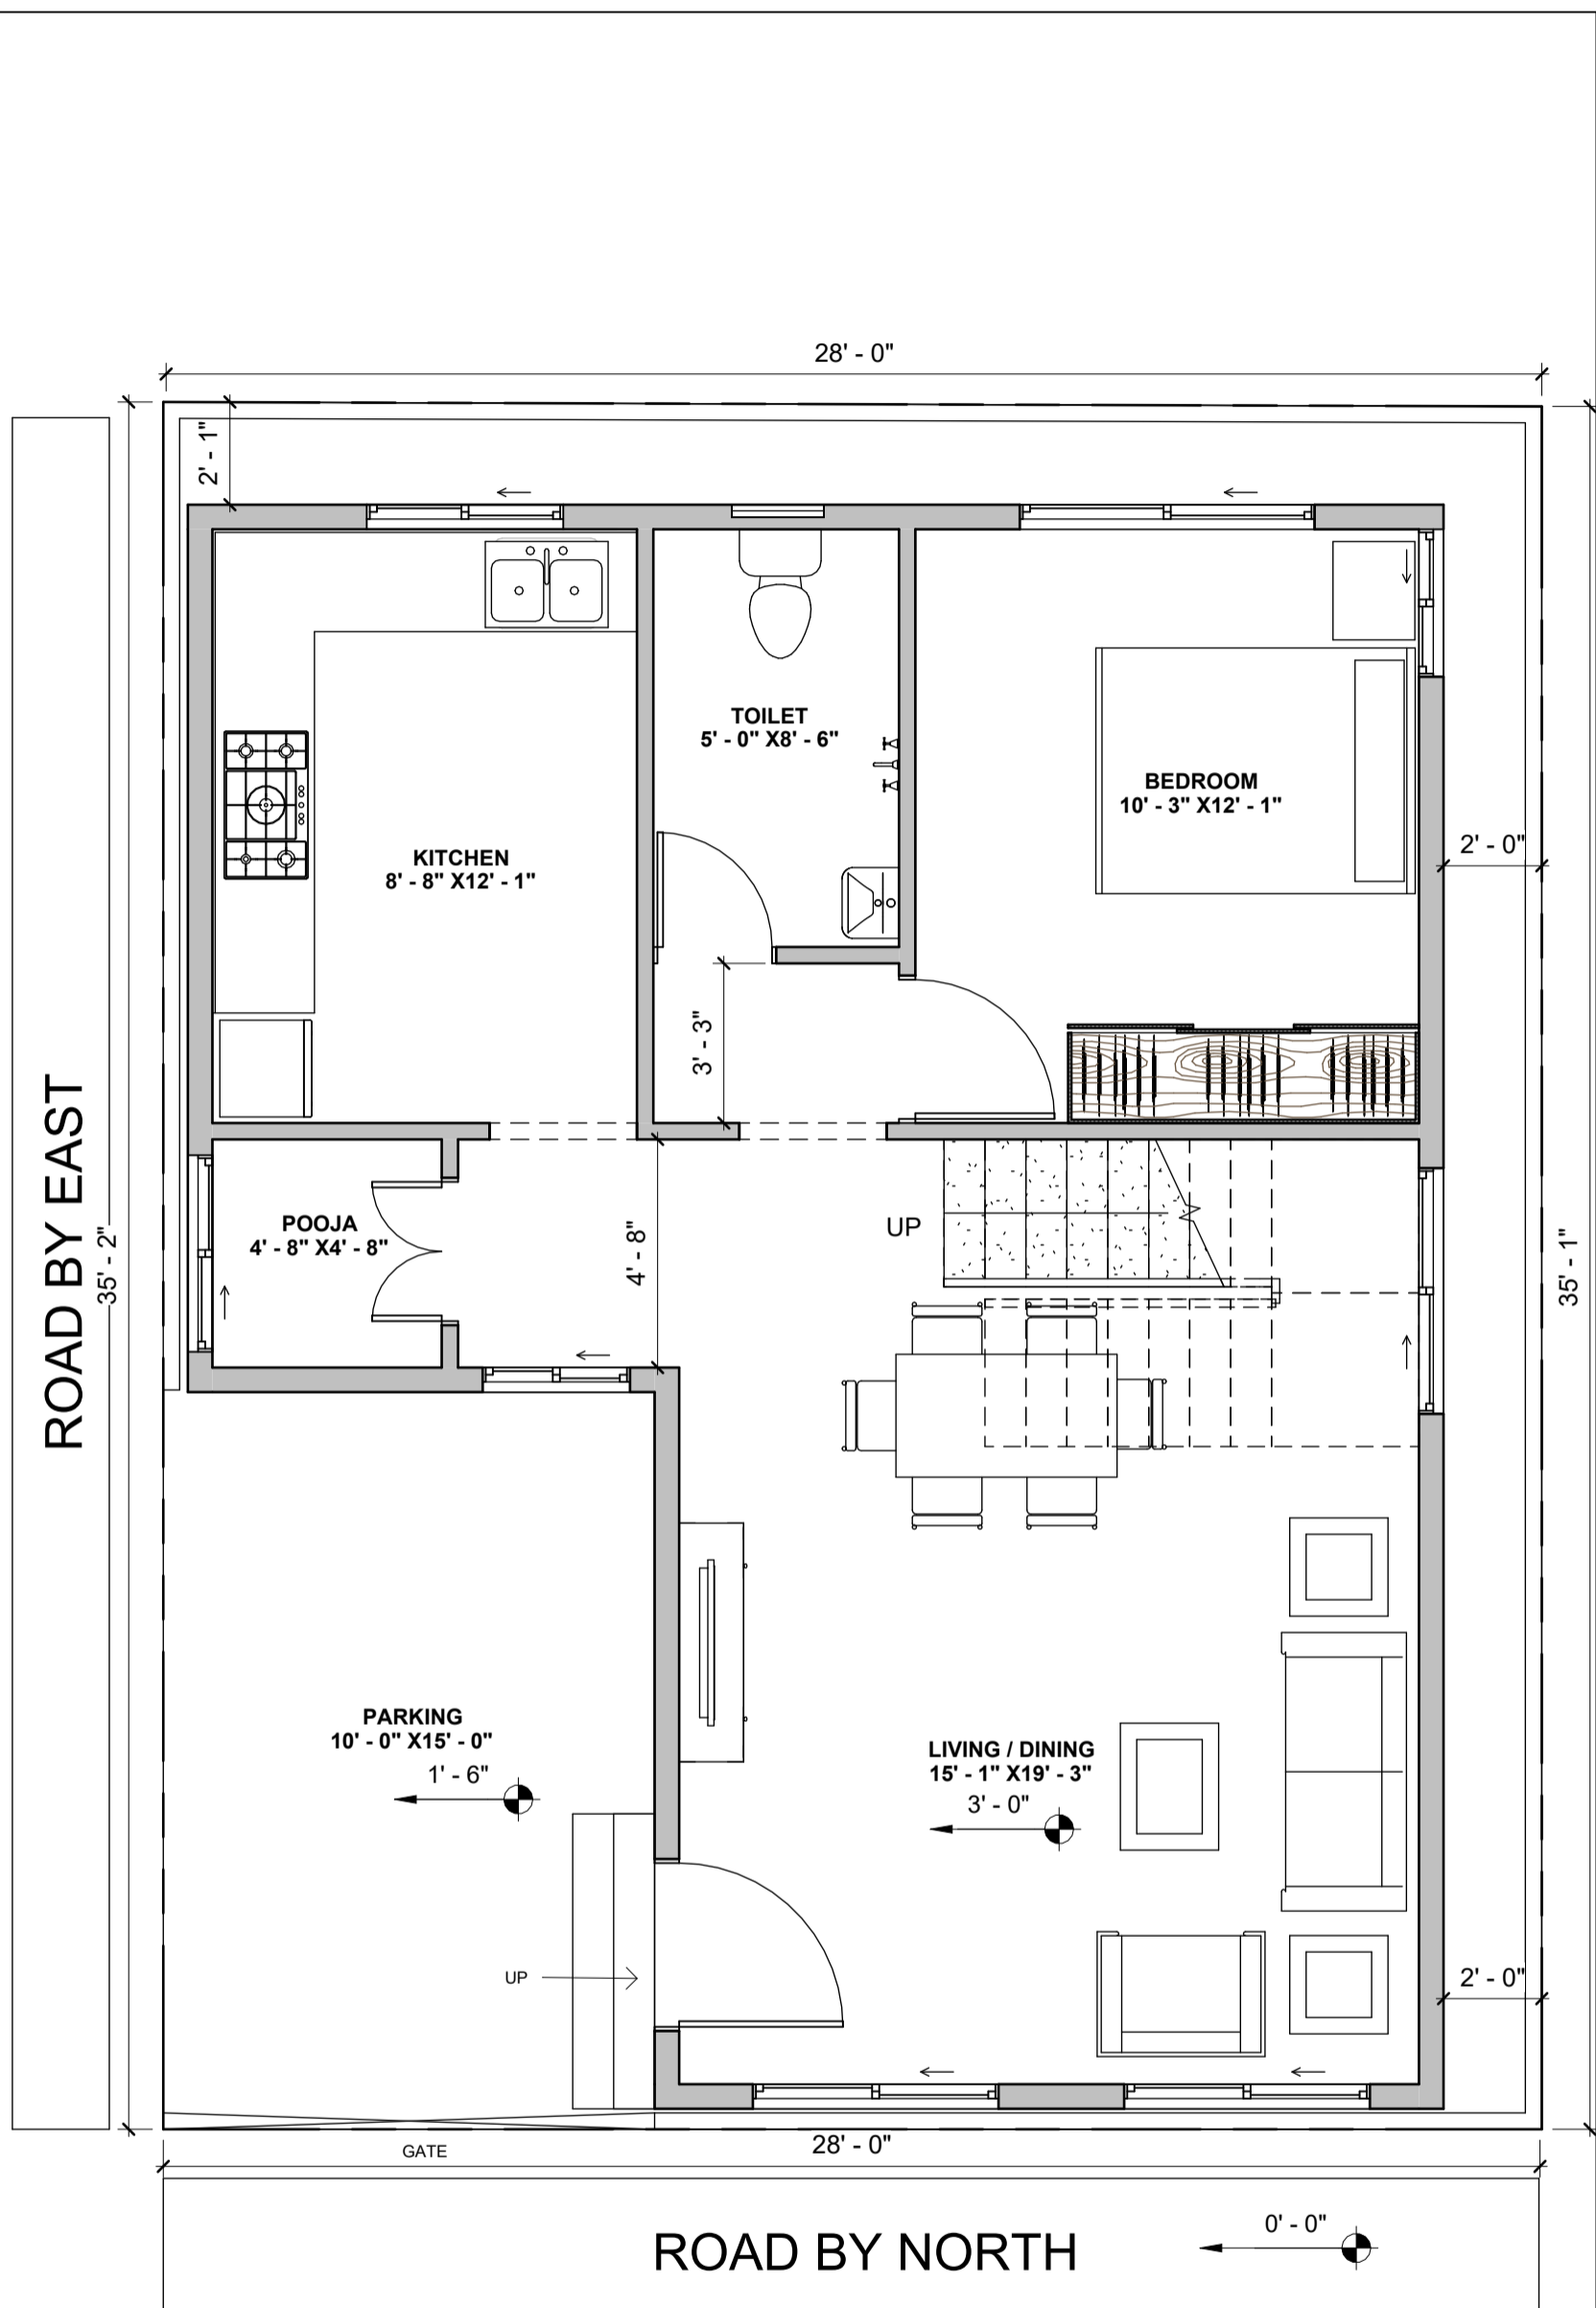 28' - 0"
2' - 1"
TOILET
5' - 0" X8' - 6"
BEDROOM
10' - 3" X12' - 1"
2' - 0"
KITCHEN
8' - 8" X12' - 1"
3' - 3"
ROAD BY EAST
35' - 2"
POOJA
4' - 8" X4' - 8"
4' - 8"
UP
35' - 1"
PARKING
10' - 0" X15' - 0"
1' - 6"
LIVING / DINING
15' - 1" X19' - 3"
3' - 0"
UP
2' - 0"
GATE
28' - 0"
ROAD BY NORTH
0' - 0"